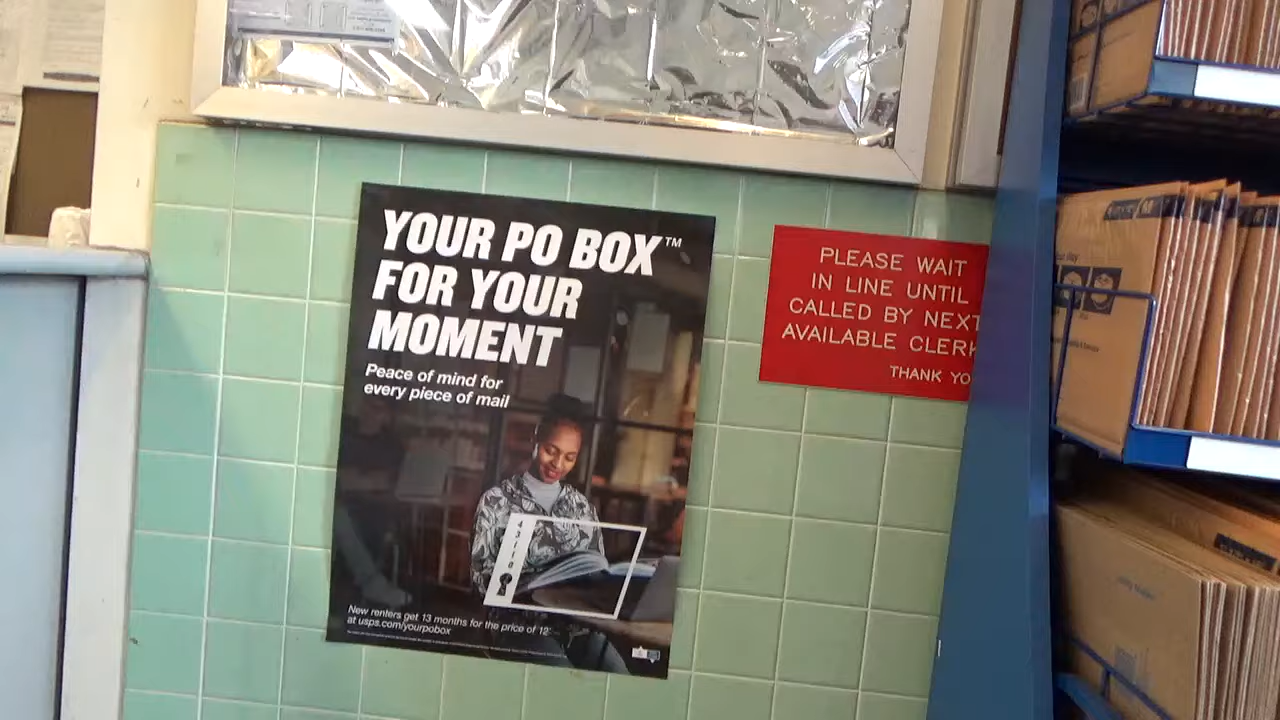 YOUR PO BOX™
FOR YOUR
MOMENT
Peace of mind for
every piece of mail
New renters get 13 months for the price of 12
at usps.com/yourpobox
PLEASE WAIT
IN LINE UNTIL
CALLED BY NEXT
AVAILABLE CLERK
THANK YO